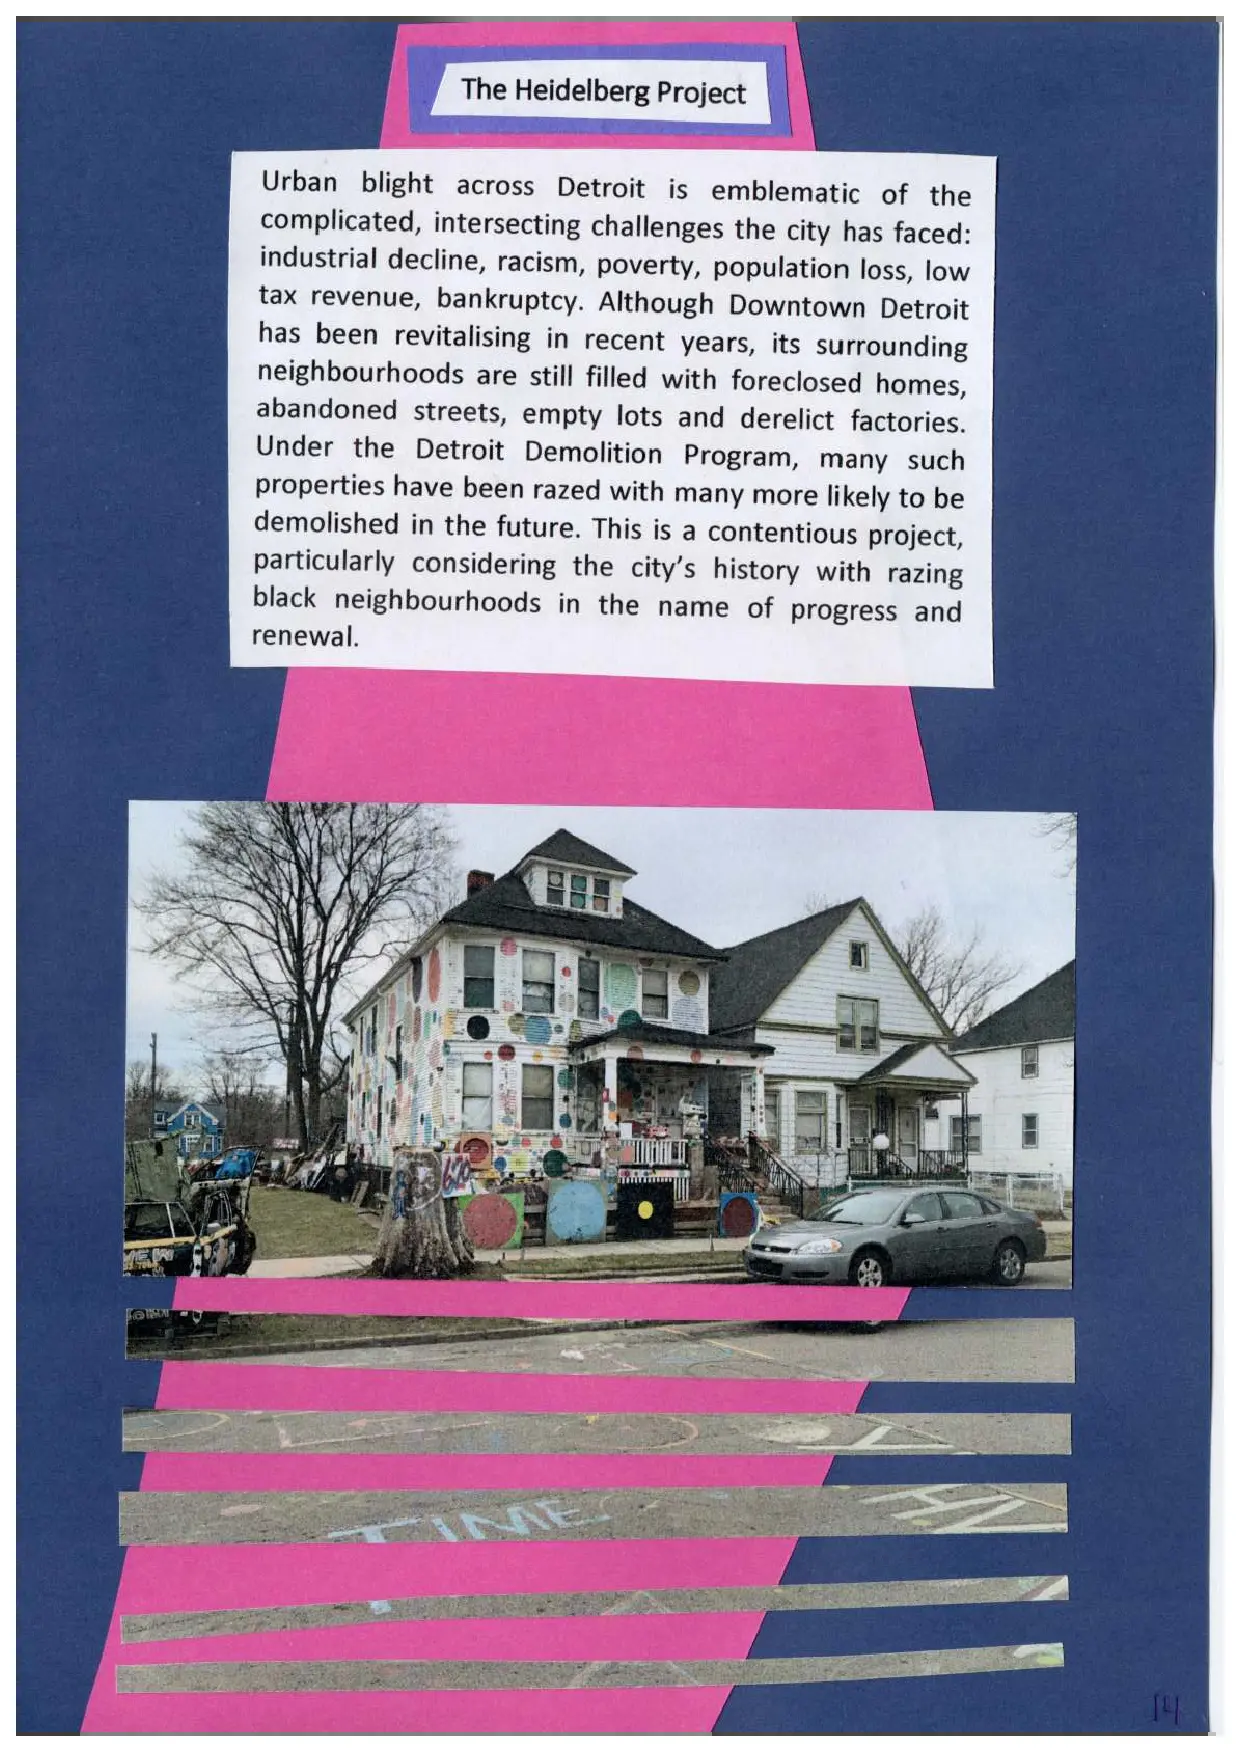 The Heidelberg Project
Urban blight across Detroit is emblematic of the
complicated, intersecting challenges the city has faced:
industrial decline, racism, poverty, population loss, low
tax revenue, bankruptcy. Although Downtown Detroit
has been revitalising in recent years, its surrounding
neighbourhoods are still filled with foreclosed homes,
abandoned streets, empty lots and derelict factories.
Under the Detroit Demolition Program, many such
properties have been razed with many more likely to be
demolished in the future. This is a contentious project,
particularly considering the city's history with razing
black neighbourhoods in the name of progress and
renewal.
TIME
14